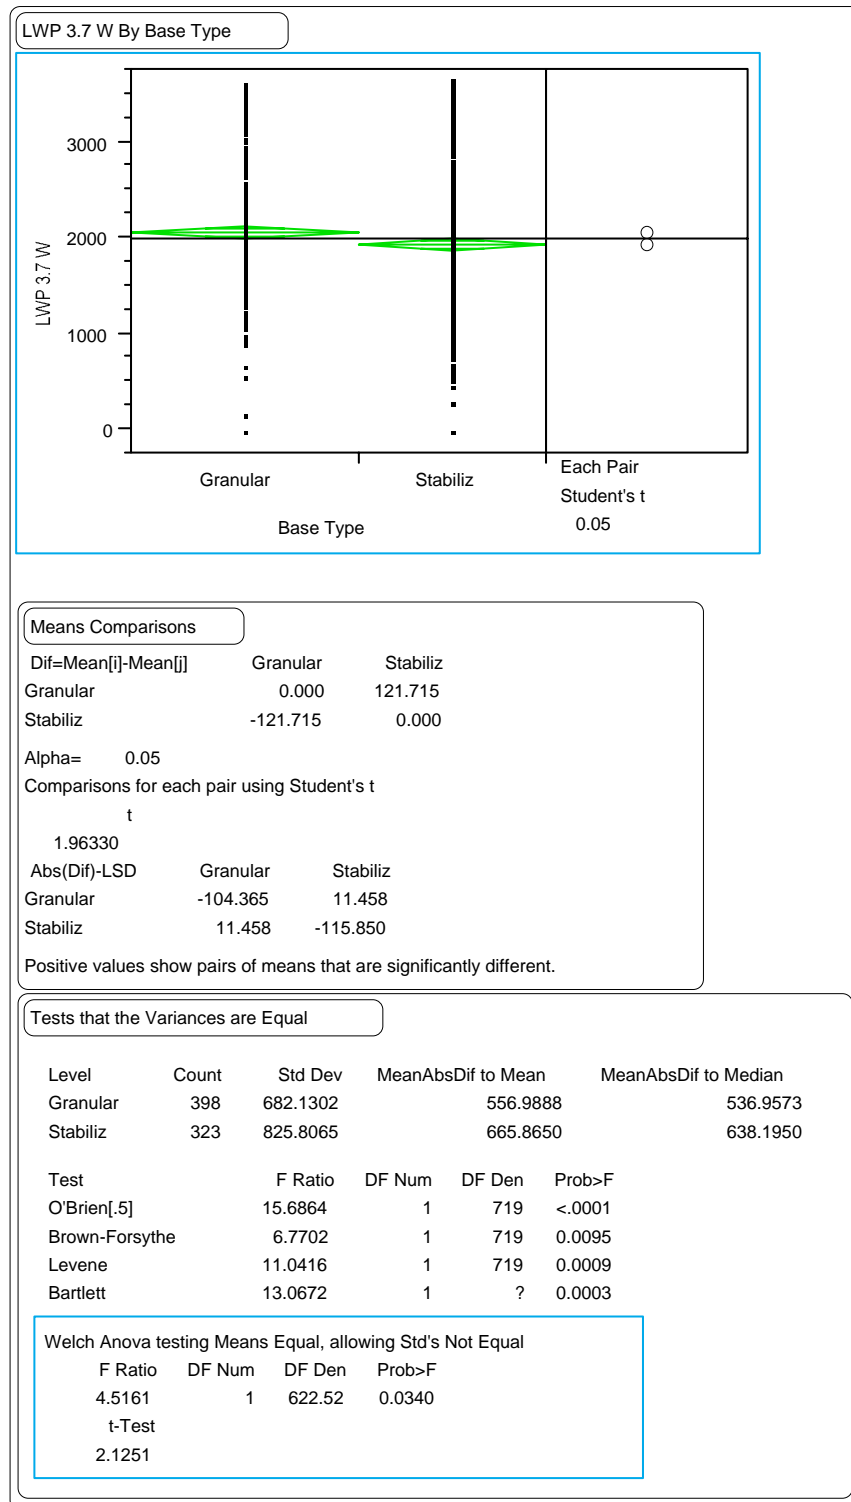 LWP 3.7 W By Base Type
LWP 3.7 W
3000
2000
1000
0
Granular Stabiliz
Base Type
Each Pair
Student's t
0.05
Means Comparisons
Dif=Mean[i]-Mean[j] Granular Stabiliz
Granular 0.000 121.715
Stabiliz -121.715 0.000
Alpha= 0.05
Comparisons for each pair using Student's t
t
1.96330
Abs(Dif)-LSD Granular Stabiliz
Granular -104.365 11.458
Stabiliz 11.458 -115.850
Positive values show pairs of means that are significantly different.
Tests that the Variances are Equal
Level Count Std Dev MeanAbsDif to Mean MeanAbsDif to Median
Granular 398 682.1302 556.9888 536.9573
Stabiliz 323 825.8065 665.8650 638.1950
Test F Ratio DF Num DF Den Prob>F
O'Brien[.5] 15.6864 1 719 <.0001
Brown-Forsythe 6.7702 1 719 0.0095
Levene 11.0416 1 719 0.0009
Bartlett 13.0672 1 ? 0.0003
Welch Anova testing Means Equal, allowing Std's Not Equal
F Ratio DF Num DF Den Prob>F
4.5161 1 622.52 0.0340
t-Test
2.1251